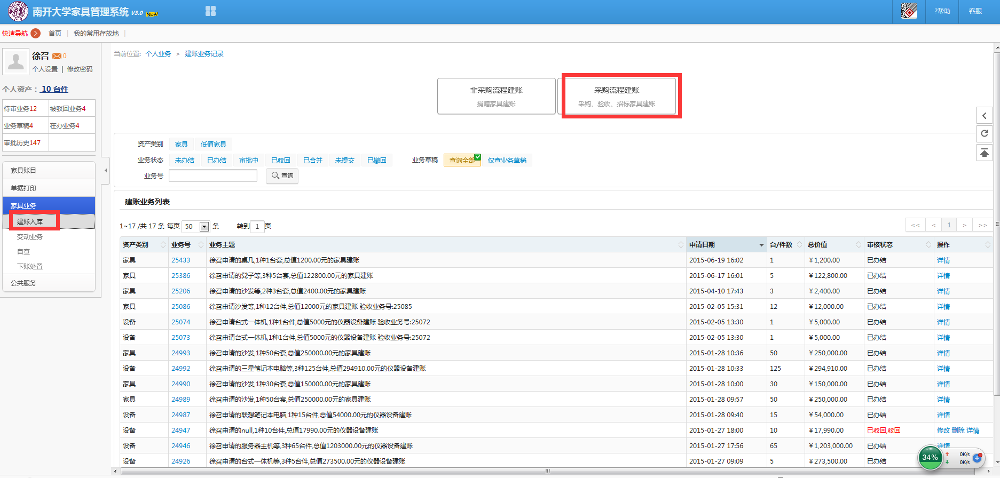 南开大学家具管理系统 V3.0 NEW
?帮助 客服
快速导航 首页 我的常用存放地
徐召 0
个人设置 | 修改密码
个人资产： 10 台件
待审业务12 被驳回业务4
业务草稿4 在办业务4
审批历史147
家具账目
单据打印
家具业务
建账入库
变动业务
自查
下账处置
公共服务
当前位置: 个人业务 > 建账业务记录
非采购流程建账
捐赠家具建账
采购流程建账
采购、验收、招标家具建账
资产类别 家具 低值家具
业务状态 未办结 已办结 审批中 已驳回 已合并 未提交 已撤回 业务草稿 查询全部 仅查业务草稿
业务号 查询
建账业务列表
1~17 /共 17 条 每页 50 条 转到 1 页 << < 1 > >>
资产类别 业务号 业务主题 申请日期 台/件数 总价值 审核状态 操作
家具 25433 徐召申请的桌几,1种1台套,总值1200.00元的家具建账 2015-06-19 16:02 1 ￥1,200.00 已办结 详情
家具 25386 徐召申请的凳子等,3种5台套,总值122800.00元的家具建账 2015-06-17 16:01 5 ￥122,800.00 已办结 详情
家具 25206 徐召申请的沙发等,2种3台套,总值2400.00元的家具建账 2015-04-10 17:43 3 ￥2,400.00 已办结 详情
家具 25086 徐召申请沙发等,1种12台件,总值12000元的家具建账 验收业务号:25085 2015-02-05 15:31 12 ￥12,000.00 已办结 详情
设备 25074 徐召申请台式一体机,1种1台件,总值5000元的仪器设备建账 验收业务号:25072 2015-02-05 13:30 1 ￥5,000.00 已办结 详情
设备 25073 徐召申请台式一体机,1种1台件,总值5000元的仪器设备建账 验收业务号:25072 2015-02-05 13:30 1 ￥5,000.00 已办结 详情
家具 24993 徐召申请的沙发,1种50台套,总值250000.00元的家具建账 2015-01-28 10:36 50 ￥250,000.00 已办结 详情
设备 24992 徐召申请的三星笔记本电脑等,3种125台件,总值294910.00元的仪器设备建账 2015-01-28 10:33 125 ￥294,910.00 已办结 详情
家具 24990 徐召申请的沙发,1种30台套,总值150000.00元的家具建账 2015-01-28 10:00 30 ￥150,000.00 已办结 详情
家具 24989 徐召申请的沙发,1种50台套,总值250000.00元的家具建账 2015-01-28 09:57 50 ￥250,000.00 已办结 详情
设备 24987 徐召申请的联想笔记本电脑,1种15台件,总值54000.00元的仪器设备建账 2015-01-28 09:40 15 ￥54,000.00 已办结 详情
设备 24947 徐召申请的null,1种10台件,总值17990.00元的仪器设备建账 2015-01-27 18:00 10 ￥17,990.00 已驳回,驳回 修改 删除 详情
设备 24946 徐召申请的服务器主机等,3种65台件,总值1203000.00元的仪器设备建账 2015-01-27 17:56 65 ￥1,203,000.00 已办结 详情
设备 24926 徐召申请的台式一体机等,3种5台件,总值273500.00元的仪器设备建账 2015-01-27 09:09 5 ￥273,500.00 已办结
34% 0K/s
0K/s